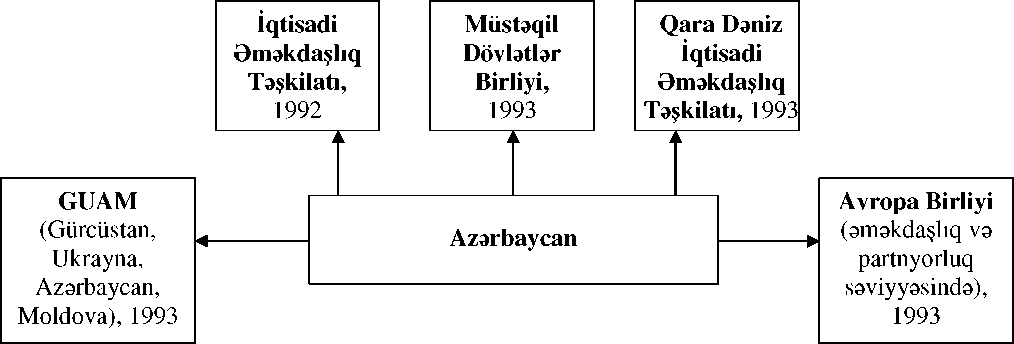 İqtisadi
Əməkdaşlıq
Təşkilatı,
1992
Müstəqil
Dövlətlər
Birliyi,
1993
Qara Dəniz
İqtisadi
Əməkdaşlıq
Təşkilatı, 1993
GUAM
(Gürcüstan,
Ukrayna,
Azərbaycan,
Moldova), 1993
Azərbaycan
Avropa Birliyi
(əməkdaşlıq və
partnyorluq
səviyyəsində),
1993